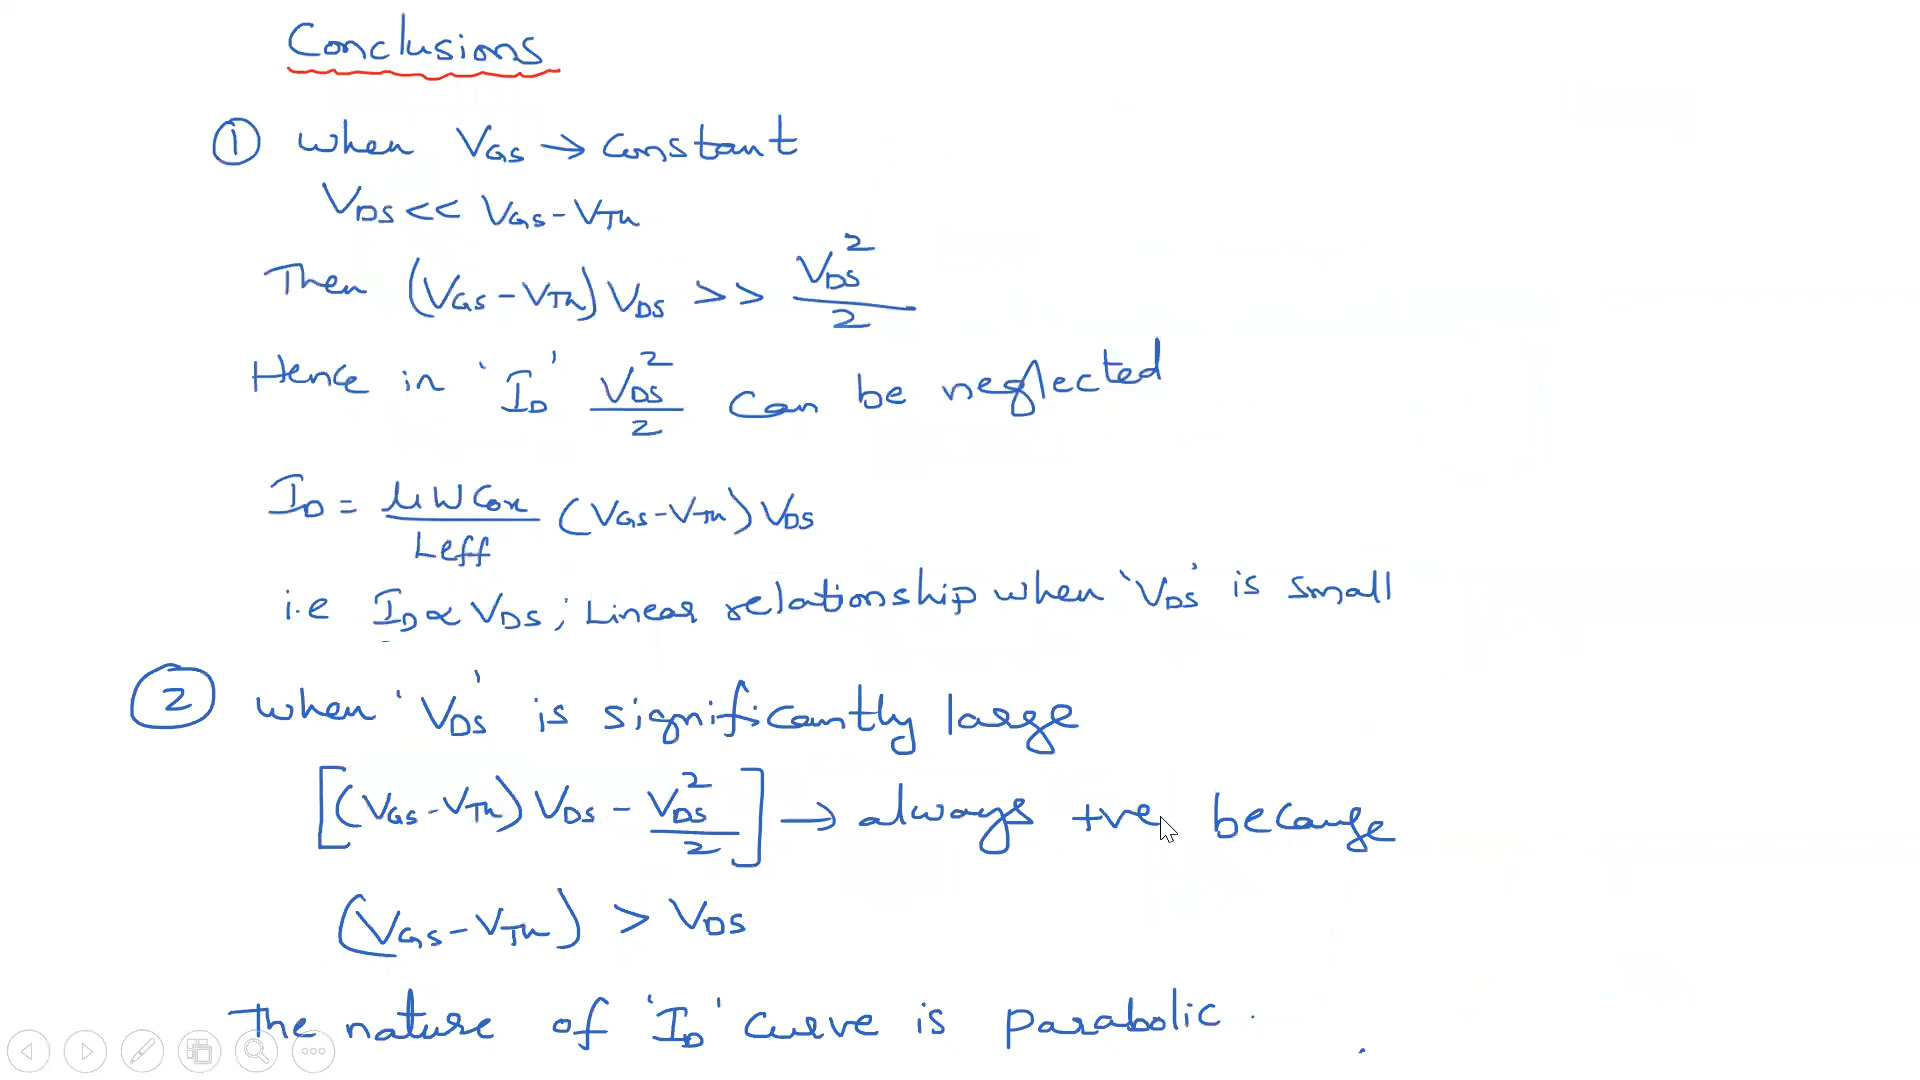 Conclusions
① when VGS → constant
VDS << VGS - VTh
Then (VGS - VTh) VDS >> VDS²/2
Hence in 'ID' VDS²/2 can be neglected
ID = μWCox/Leff (VGS - VTh) VDS
i.e ID ∝ VDS ; Linear relationship when 'VDS' is small
② when 'VDS' is significantly large
[(VGS - VTh) VDS - VDS²/2] → always +ve because
(VGS - VTh) > VDS
The nature of 'ID' curve is parabolic.